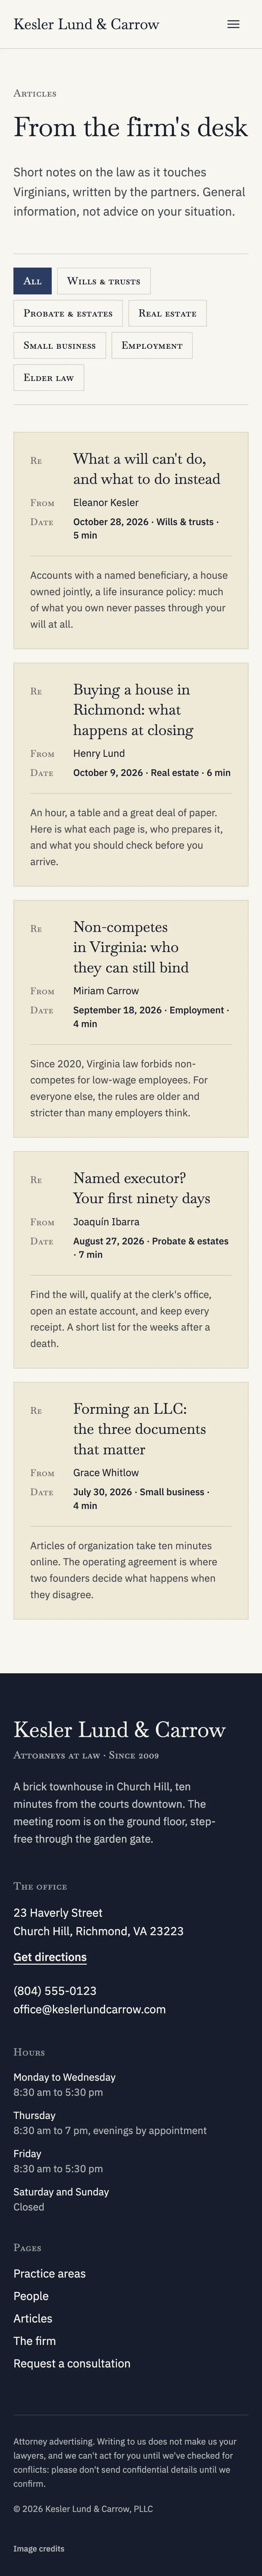 Kesler Lund & Carrow
Articles
From the firm's desk
Short notes on the law as it touches
Virginians, written by the partners. General
information, not advice on your situation.
All
Wills & trusts
Probate & estates
Real estate
Small business
Employment
Elder law
Re
What a will can't do,
and what to do instead
From
Eleanor Kesler
Date
October 28, 2026 · Wills & trusts ·
5 min
Accounts with a named beneficiary, a house
owned jointly, a life insurance policy: much
of what you own never passes through your
will at all.
Re
Buying a house in
Richmond: what
happens at closing
From
Henry Lund
Date
October 9, 2026 · Real estate · 6 min
An hour, a table and a great deal of paper.
Here is what each page is, who prepares it,
and what you should check before you
arrive.
Re
Non-competes
in Virginia: who
they can still bind
From
Miriam Carrow
Date
September 18, 2026 · Employment ·
4 min
Since 2020, Virginia law forbids non-
competes for low-wage employees. For
everyone else, the rules are older and
stricter than many employers think.
Re
Named executor?
Your first ninety days
From
Joaquín Ibarra
Date
August 27, 2026 · Probate & estates
· 7 min
Find the will, qualify at the clerk's office,
open an estate account, and keep every
receipt. A short list for the weeks after a
death.
Re
Forming an LLC:
the three documents
that matter
From
Grace Whitlow
Date
July 30, 2026 · Small business ·
4 min
Articles of organization take ten minutes
online. The operating agreement is where
two founders decide what happens when
they disagree.
Kesler Lund & Carrow
Attorneys at law · Since 2009
A brick townhouse in Church Hill, ten
minutes from the courts downtown. The
meeting room is on the ground floor, step-
free through the garden gate.
The office
23 Haverly Street
Church Hill, Richmond, VA 23223
Get directions
(804) 555-0123
office@keslerlundcarrow.com
Hours
Monday to Wednesday
8:30 am to 5:30 pm
Thursday
8:30 am to 7 pm, evenings by appointment
Friday
8:30 am to 5:30 pm
Saturday and Sunday
Closed
Pages
Practice areas
People
Articles
The firm
Request a consultation
Attorney advertising. Writing to us does not make us your
lawyers, and we can't act for you until we've checked for
conflicts: please don't send confidential details until we
confirm.
© 2026 Kesler Lund & Carrow, PLLC
Image credits